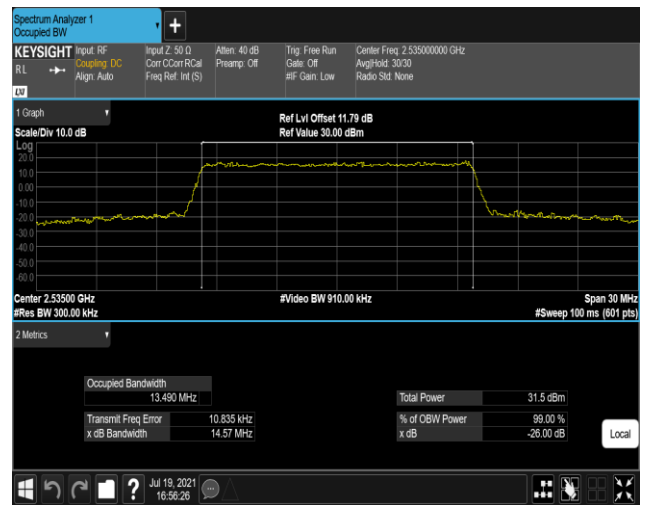 Spectrum Analyzer 1
Occupied BW
+
KEYSIGHT Input: RF Input Z: 50 Ω Atten: 40 dB Trig: Free Run Center Freq: 2.535000000 GHz
RL Coupling: DC Corr CCorr RCal Preamp: Off Gate: Off Avg|Hold: 30/30
Align: Auto Freq Ref: Int (S) #IF Gain: Low Radio Std: None
LXI
1 Graph Ref Lvl Offset 11.79 dB
Scale/Div 10.0 dB Ref Value 30.00 dBm
Log
20.0
10.0
0.00
-10.0
-20.0
-30.0
-40.0
-50.0
-60.0
Center 2.53500 GHz #Video BW 910.00 kHz Span 30 MHz
#Res BW 300.00 kHz #Sweep 100 ms (601 pts)
2 Metrics
Occupied Bandwidth
13.490 MHz Total Power 31.5 dBm
Transmit Freq Error 10.835 kHz % of OBW Power 99.00 %
x dB Bandwidth 14.57 MHz x dB -26.00 dB
Local
? Jul 19, 2021
16:56:26